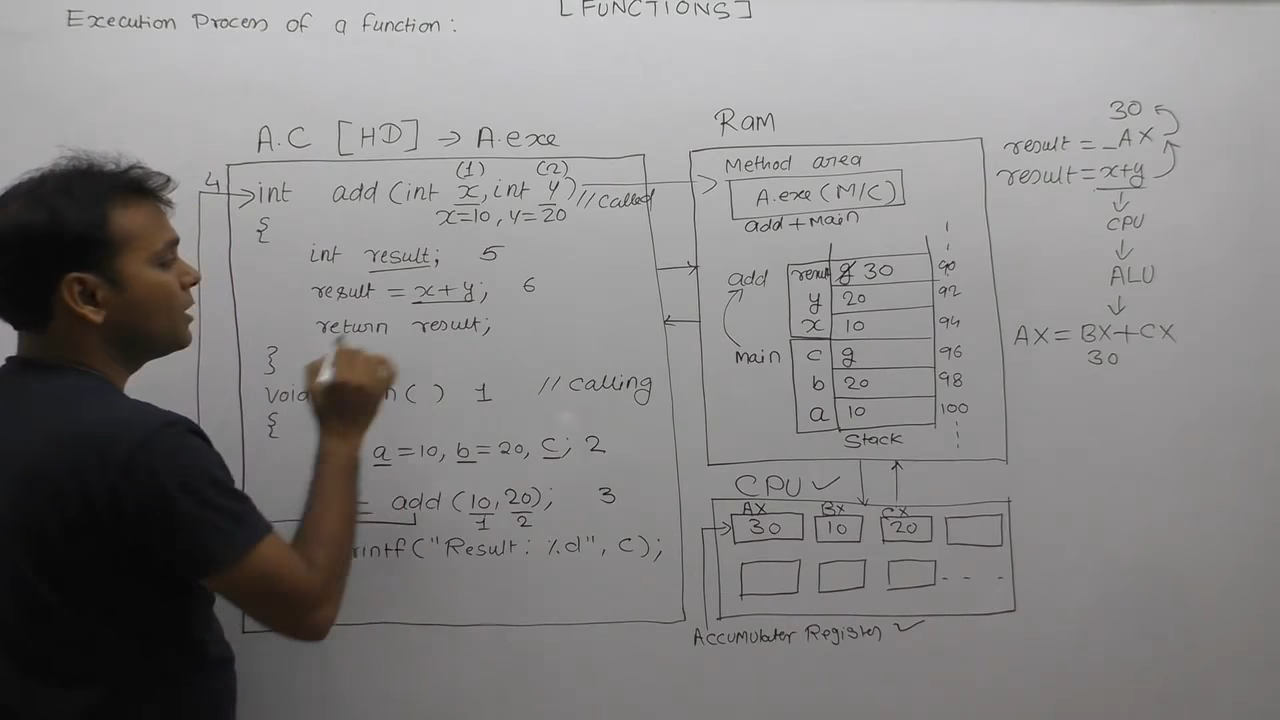 [FUNCTIONS]
Execution Process of a function:
A.C [HD] → A.exe
(1) (2)
4
int add (int x, int y) //called
x=10, y=20
{
int result; 5
result = x+y; 6
return result;
}
void ( ) 1 //calling
{
a=10, b=20, c; 2
= add (10, 20); 3
1 2
rintf("Result: %d", c);
Ram
Method area
A.exe (M/C)
add + main
add
main
result g 30 90
y 20 92
x 10 94
c g 96
b 20 98
a 10 100
Stack
CPU ✓
AX BX CX
30 10 20
Accumulator Register ✓
30
result = AX
result = x+y
↓
CPU
↓
ALU
↓
AX = BX + CX
30